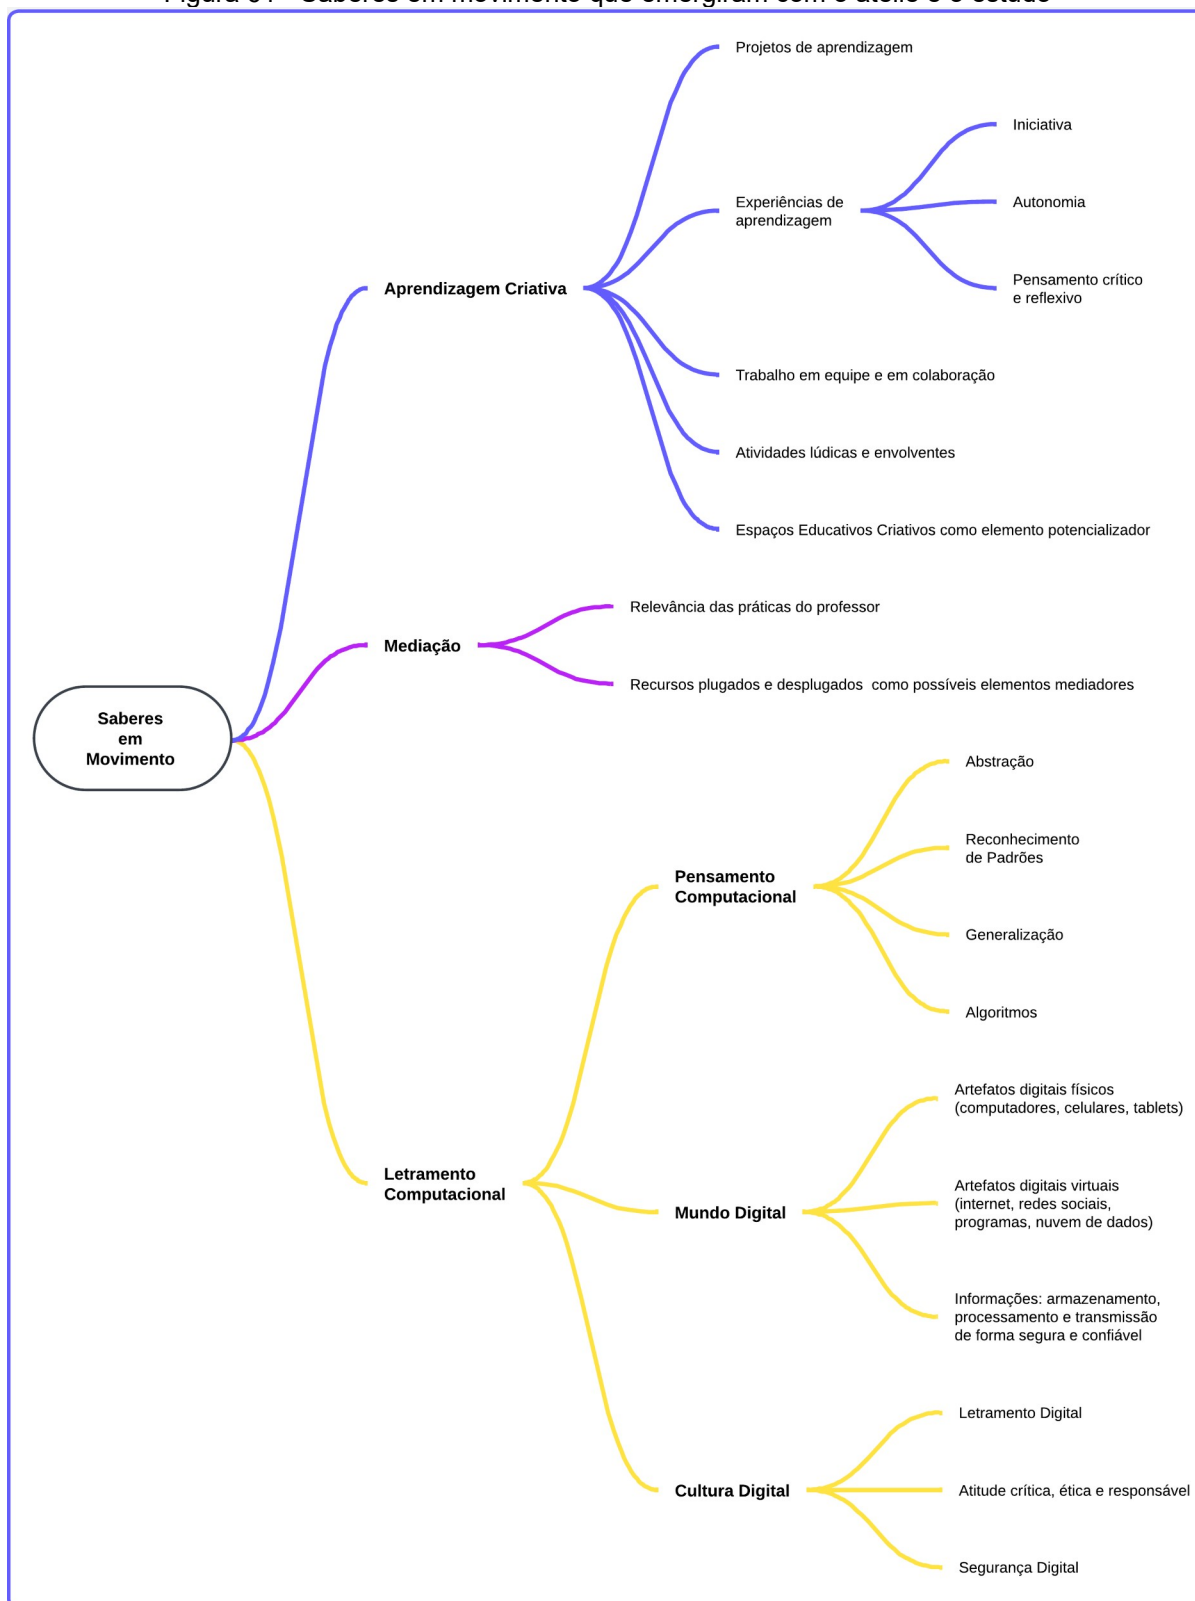 Projetos de aprendizagem
Iniciativa
Experiências de
aprendizagem
Autonomia
Pensamento crítico
e reflexivo
Aprendizagem Criativa
Trabalho em equipe e em colaboração
Atividades lúdicas e envolventes
Espaços Educativos Criativos como elemento potencializador
Relevância das práticas do professor
Mediação
Recursos plugados e desplugados  como possíveis elementos mediadores
Saberes
em
Movimento
Abstração
Reconhecimento
de Padrões
Pensamento
Computacional
Generalização
Algoritmos
Artefatos digitais físicos
(computadores, celulares, tablets)
Letramento
Computacional
Artefatos digitais virtuais
(internet, redes sociais,
programas, nuvem de dados)
Mundo Digital
Informações: armazenamento,
processamento e transmissão
de forma segura e confiável
Letramento Digital
Cultura Digital
Atitude crítica, ética e responsável
Segurança Digital